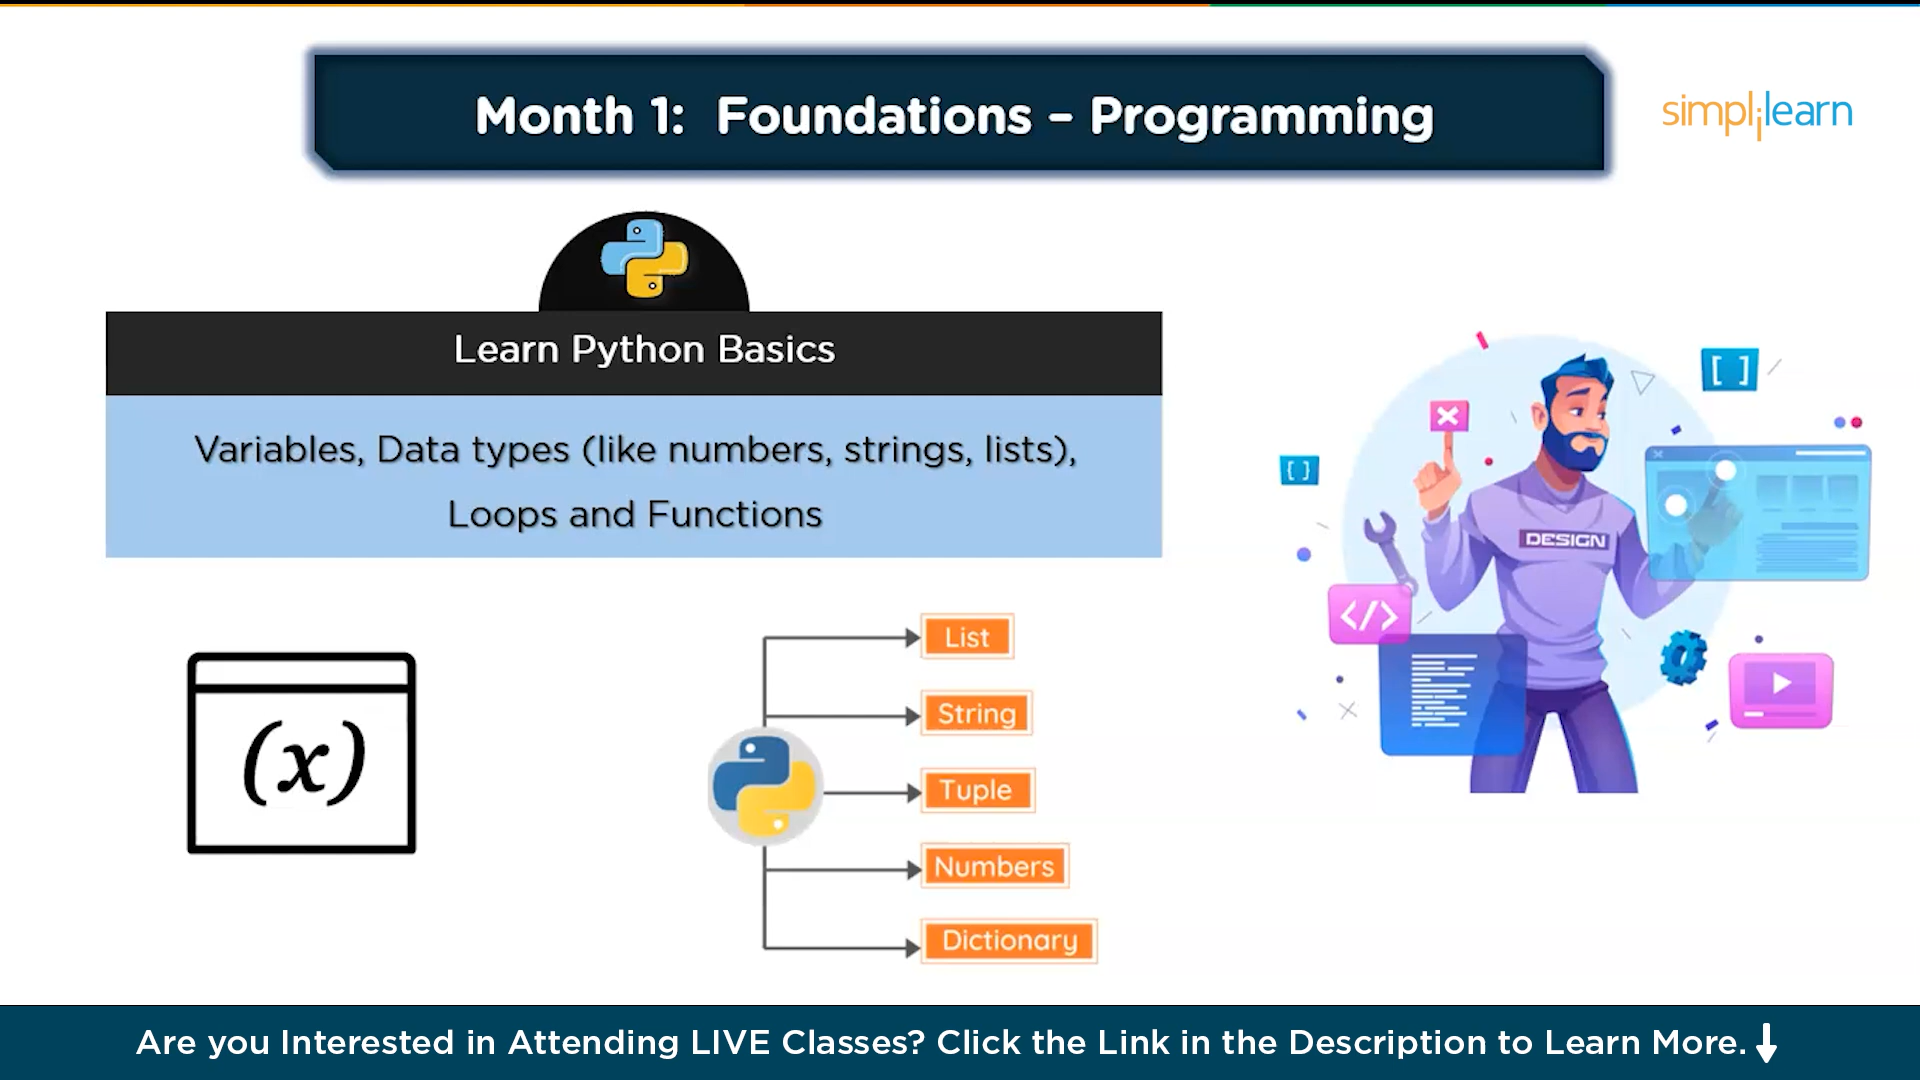 Month 1: Foundations – Programming
simplilearn
Learn Python Basics
Variables, Data types (like numbers, strings, lists),
Loops and Functions
(x)
List
String
Tuple
Numbers
Dictionary
[ ]
{ }
DESIGN
</>
Are you Interested in Attending LIVE Classes? Click the Link in the Description to Learn More.